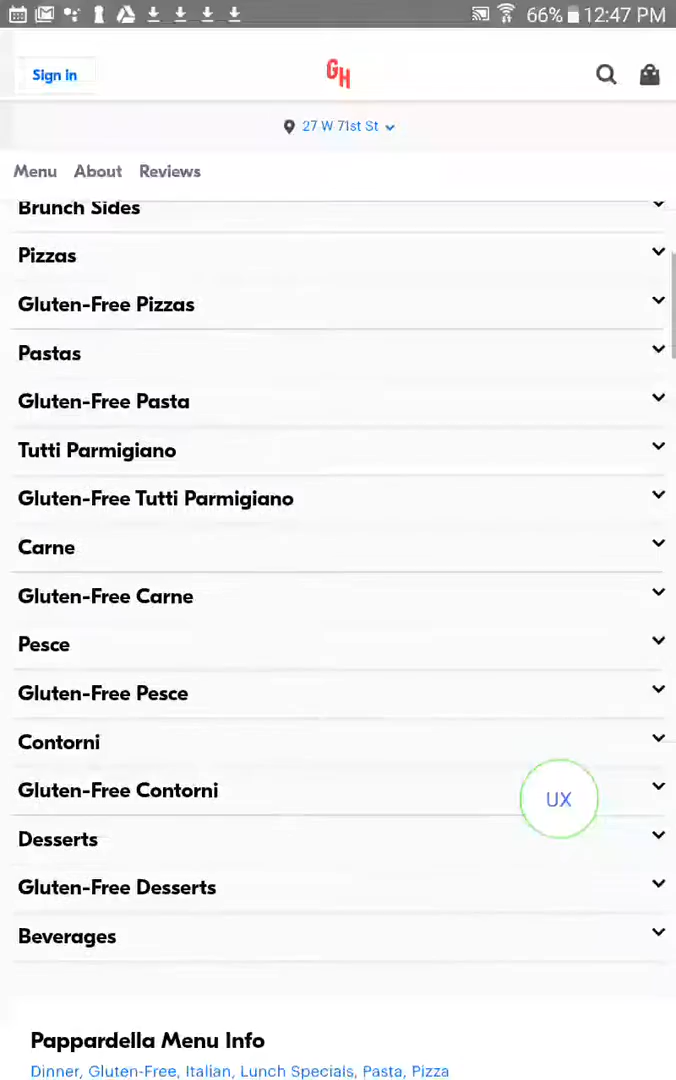 66% 12:47 PM
Sign in
GH
27 W 71st St
Menu About Reviews
Brunch Sides
Pizzas
Gluten-Free Pizzas
Pastas
Gluten-Free Pasta
Tutti Parmigiano
Gluten-Free Tutti Parmigiano
Carne
Gluten-Free Carne
Pesce
Gluten-Free Pesce
Contorni
Gluten-Free Contorni
UX
Desserts
Gluten-Free Desserts
Beverages
Pappardella Menu Info
Dinner, Gluten-Free, Italian, Lunch Specials, Pasta, Pizza